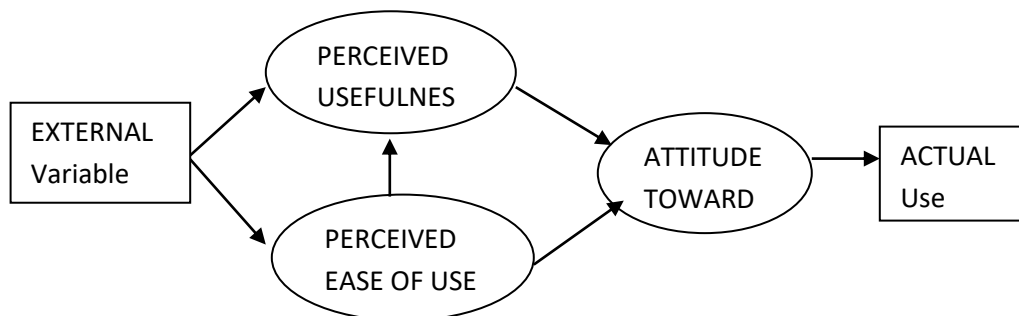 EXTERNAL
Variable
PERCEIVED
USEFULNES
PERCEIVED
EASE OF USE
ATTITUDE
TOWARD
ACTUAL
Use